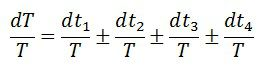 dT/T = dt₁/T ± dt₂/T ± dt₃/T ± dt₄/T